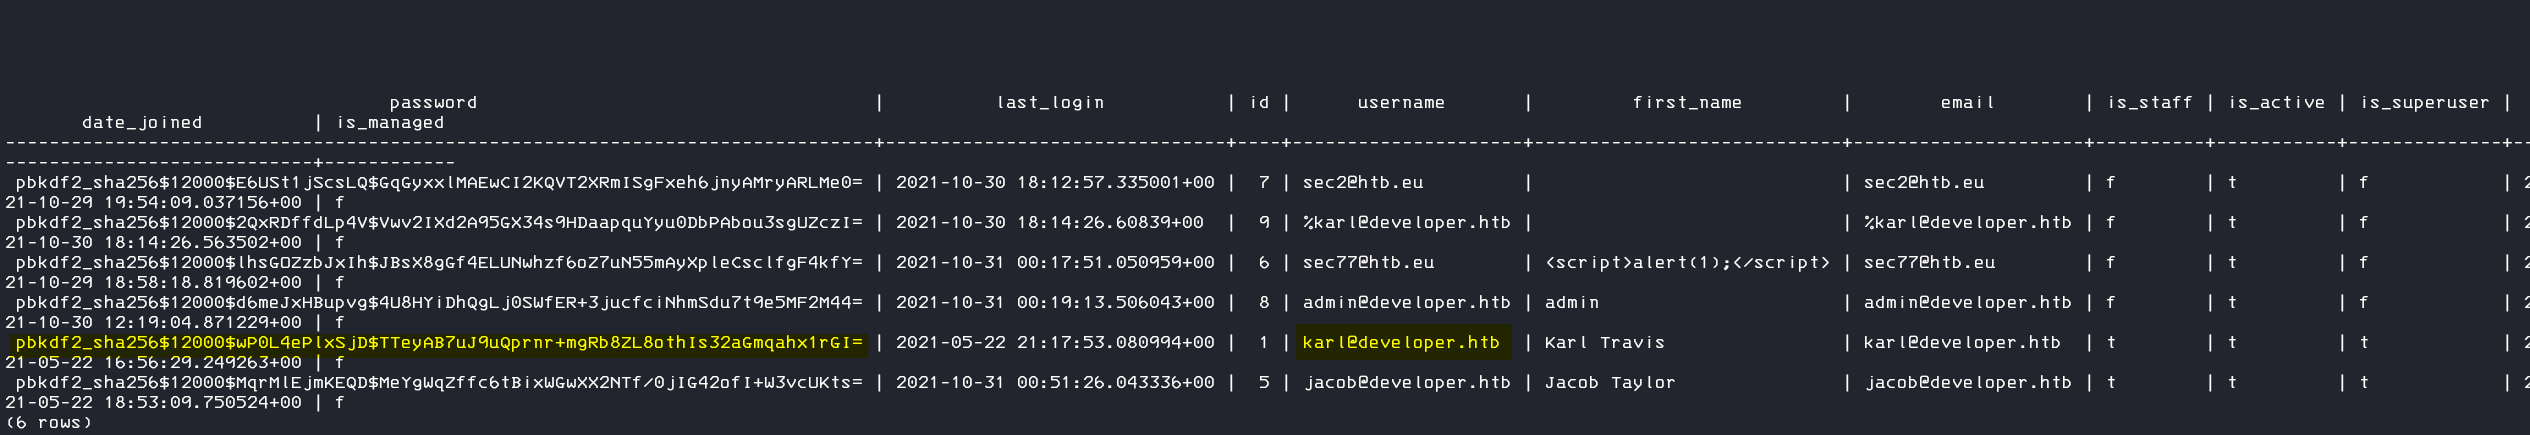 password | last_login | id | username | first_name | email | is_staff | is_active | is_superuser |
date_joined | is_managed
-------------------------------------------------------------------------------+-------------------------------+----+----------------------+-----------------------------+----------------------+----------+-----------+--------------+--
----------------------------+------------
pbkdf2_sha256$12000$E6USt1jScsLQ$GqGyxxlMAEwCI2KQVT2XRmISgFxeh6jnyAMryARLMe0= | 2021-10-30 18:12:57.335001+00 | 7 | sec2@htb.eu | | sec2@htb.eu | f | t | f | 2
21-10-29 19:54:09.037156+00 | f
pbkdf2_sha256$12000$2QxRDffdLp4V$Vwv2IXd2A95GX34s9HDaapquYyu0DbPAbou3sgUZczI= | 2021-10-30 18:14:26.60839+00 | 9 | %karl@developer.htb | | %karl@developer.htb | f | t | f | 2
21-10-30 18:14:26.563502+00 | f
pbkdf2_sha256$12000$lhsGOZzbJxIh$JBsX8gGf4ELUNwhzf6oZ7uN55mAyXpleCsclfgF4kfY= | 2021-10-31 00:17:51.050959+00 | 6 | sec77@htb.eu | <script>alert(1);</script> | sec77@htb.eu | f | t | f | 2
21-10-29 18:58:18.819602+00 | f
pbkdf2_sha256$12000$d6meJxHBupvg$4U8HYiDhQgLj0SWfER+3jucfciNhmSdu7t9e5MF2M44= | 2021-10-31 00:19:13.506043+00 | 8 | admin@developer.htb | admin | admin@developer.htb | f | t | f | 2
21-10-30 12:19:04.871229+00 | f
pbkdf2_sha256$12000$wP0L4ePlxSjD$TTeyAB7uJ9uQprnr+mgRb8ZL8othIs32aGmqahx1rGI= | 2021-05-22 21:17:53.080994+00 | 1 | karl@developer.htb | Karl Travis | karl@developer.htb | t | t | t | 2
21-05-22 16:56:29.249263+00 | f
pbkdf2_sha256$12000$MqrMlEjmKEQD$MeYgWqZffc6tBixWGwXX2NTf/0jIG42ofI+W3vcUKts= | 2021-10-31 00:51:26.043336+00 | 5 | jacob@developer.htb | Jacob Taylor | jacob@developer.htb | t | t | t | 2
21-05-22 18:53:09.750524+00 | f
(6 rows)